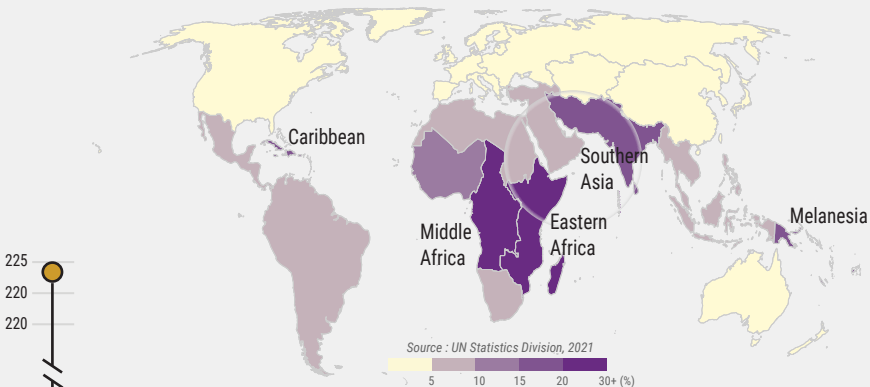 Caribbean
Southern
Asia
Melanesia
Middle
Africa
Eastern
Africa
225
220
220
Source : UN Statistics Division, 2021
5 10 15 20 30+ (%)